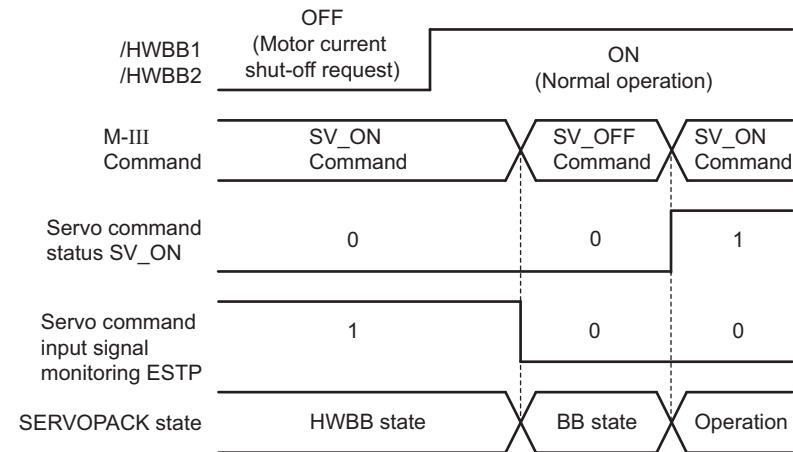 /HWBB1
/HWBB2
OFF
(Motor current
shut-off request)
ON
(Normal operation)
M-III
Command
SV_ON
Command
SV_OFF
Command
SV_ON
Command
Servo command
status SV_ON
0
0
1
Servo command
input signal
monitoring ESTP
1
0
0
SERVOPACK state
HWBB state
BB state
Operation